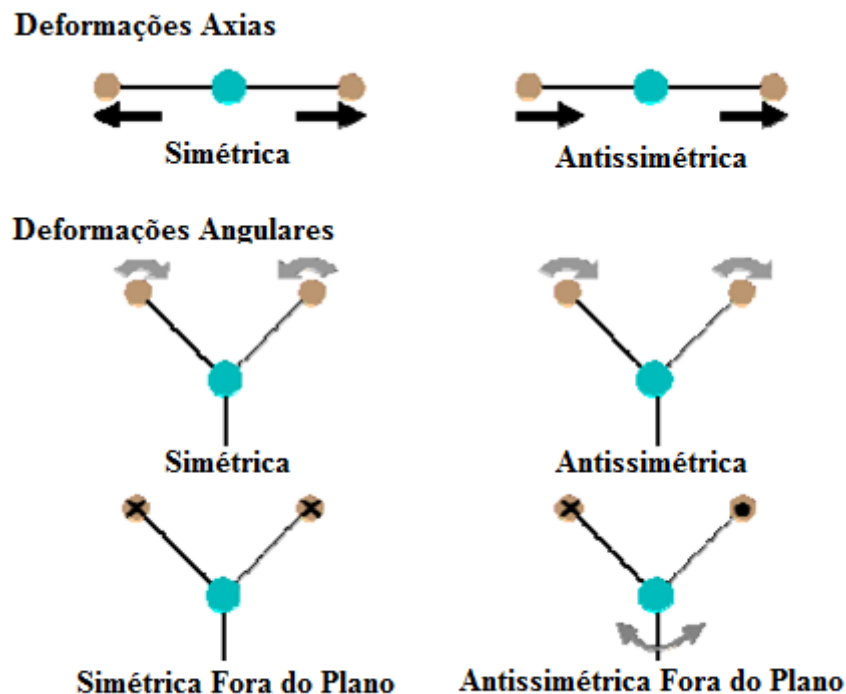 Deformações Axias
Simétrica
Antissimétrica
Deformações Angulares
Simétrica
Antissimétrica
Simétrica Fora do Plano
Antissimétrica Fora do Plano